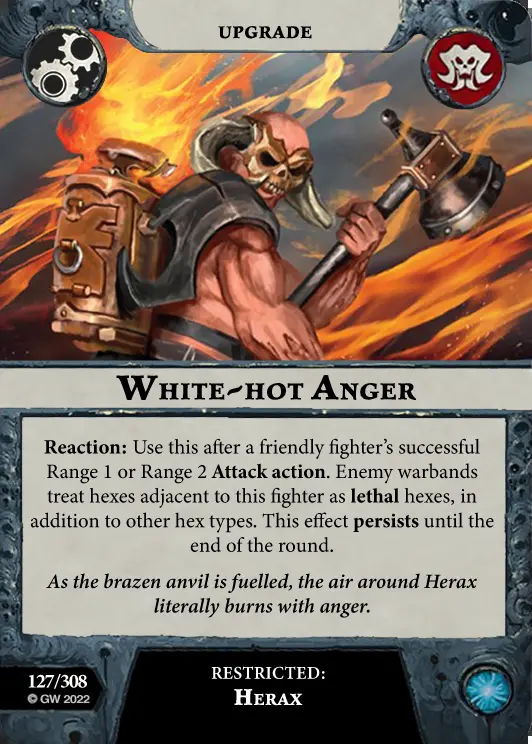 UPGRADE
WHITE-HOT ANGER
Reaction: Use this after a friendly fighter's successful
Range 1 or Range 2 Attack action. Enemy warbands
treat hexes adjacent to this fighter as lethal hexes, in
addition to other hex types. This effect persists until the
end of the round.
As the brazen anvil is fuelled, the air around Herax
literally burns with anger.
127/308
© GW 2022
RESTRICTED:
HERAX